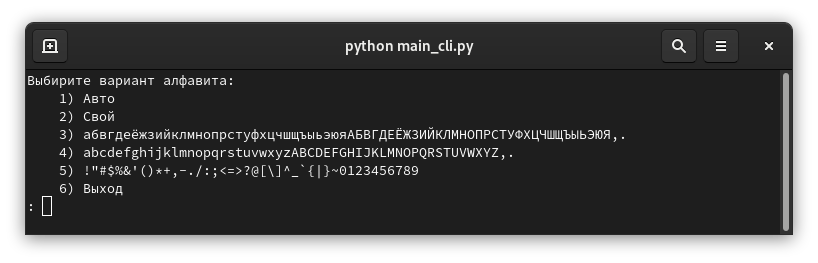 python main_cli.py
Выбирите вариант алфавита:
1) Авто
2) Свой
3) абвгдеёжзийклмнопрстуфхцчшщъыьэюяАБВГДЕЁЖЗИЙКЛМНОПРСТУФХЦЧШЩЪЫЬЭЮЯ,.
4) abcdefghijklmnopqrstuvwxyzABCDEFGHIJKLMNOPQRSTUVWXYZ,.
5) !"#$%&'()*+,-./:;<=>?@[\]^_`{|}~0123456789
6) Выход
: